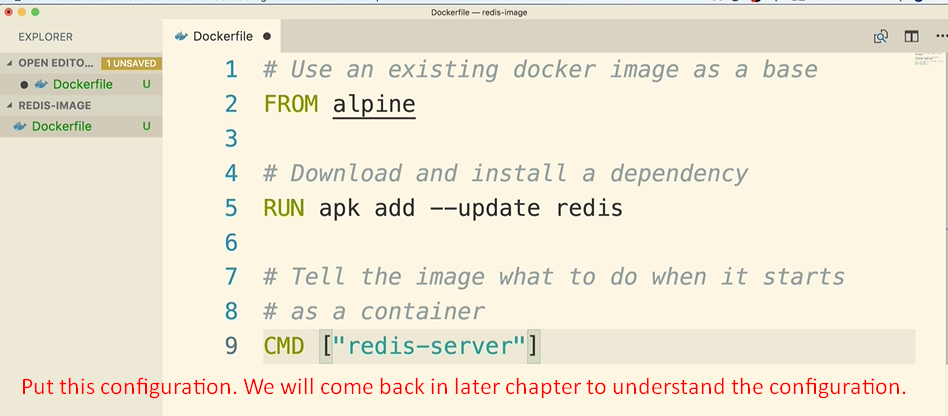 Dockerfile — redis-image
EXPLORER
OPEN EDITO... 1 UNSAVED
Dockerfile U
REDIS-IMAGE
Dockerfile U
Dockerfile
1 # Use an existing docker image as a base
2 FROM alpine
3
4 # Download and install a dependency
5 RUN apk add --update redis
6
7 # Tell the image what to do when it starts
8 # as a container
9 CMD ["redis-server"]
Put this configuration. We will come back in later chapter to understand the configuration.